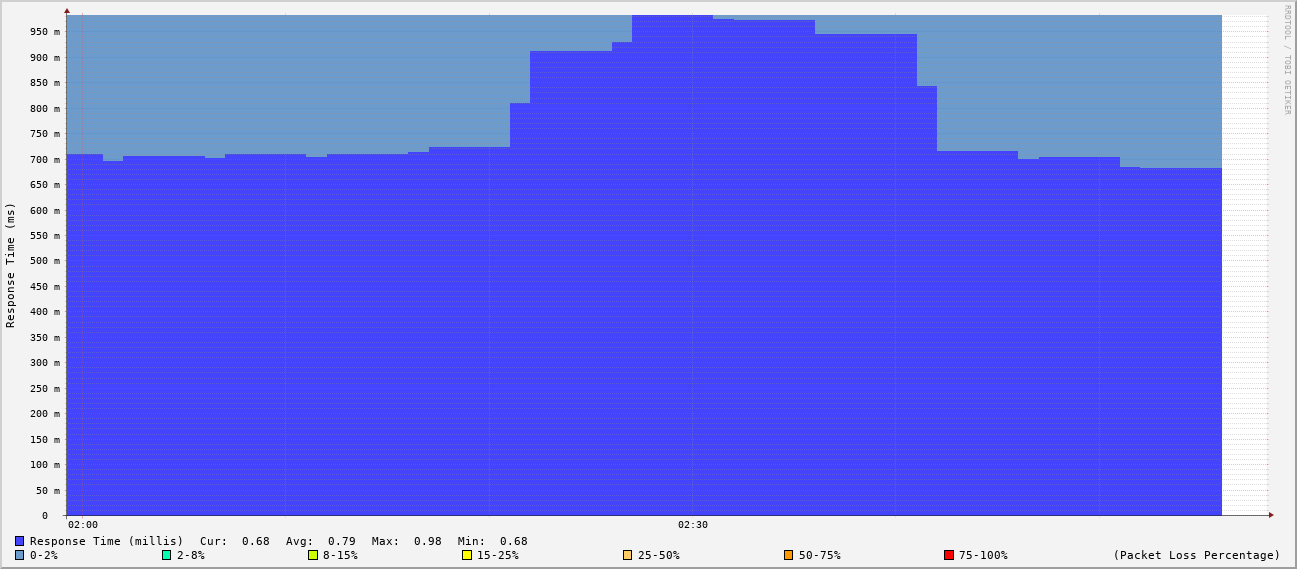 RRDTOOL / TOBI OETIKER
Response Time (ms)
950 m
900 m
850 m
800 m
750 m
700 m
650 m
600 m
550 m
500 m
450 m
400 m
350 m
300 m
250 m
200 m
150 m
100 m
50 m
0
02:00 02:30
Response Time (millis) Cur: 0.68 Avg: 0.79 Max: 0.98 Min: 0.68
0-2% 2-8% 8-15% 15-25% 25-50% 50-75% 75-100% (Packet Loss Percentage)